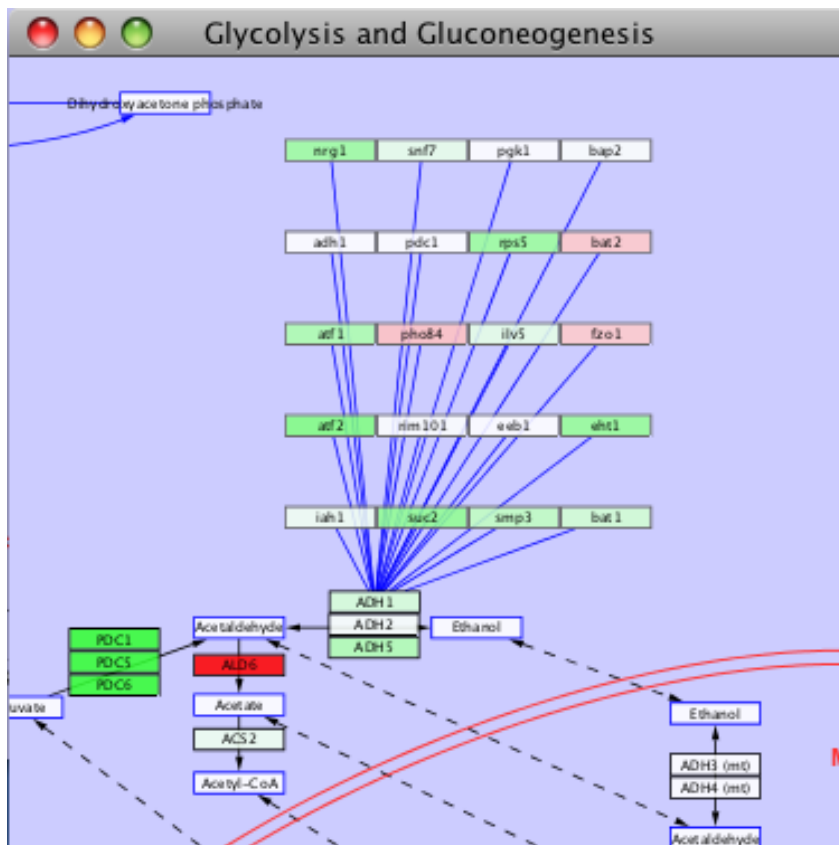 Glycolysis and Gluconeogenesis
Dihydroxyacetone phosphate
nrg1 snf7 pgk1 bap2
adh1 pdc1 rps5 bat2
atf1 pho84 ilv5 fzo1
atf2 rim101 eeb1 eht1
iah1 suc2 smp3 bat1
ADH1
Acetaldehyde ADH2 Ethanol
PDC1 ADH5
PDC5 ALD6
PDC6
uvate Acetate Ethanol
ACS2
M
ADH3 (mt)
Acetyl-CoA ADH4 (mt)
Acetaldehyde